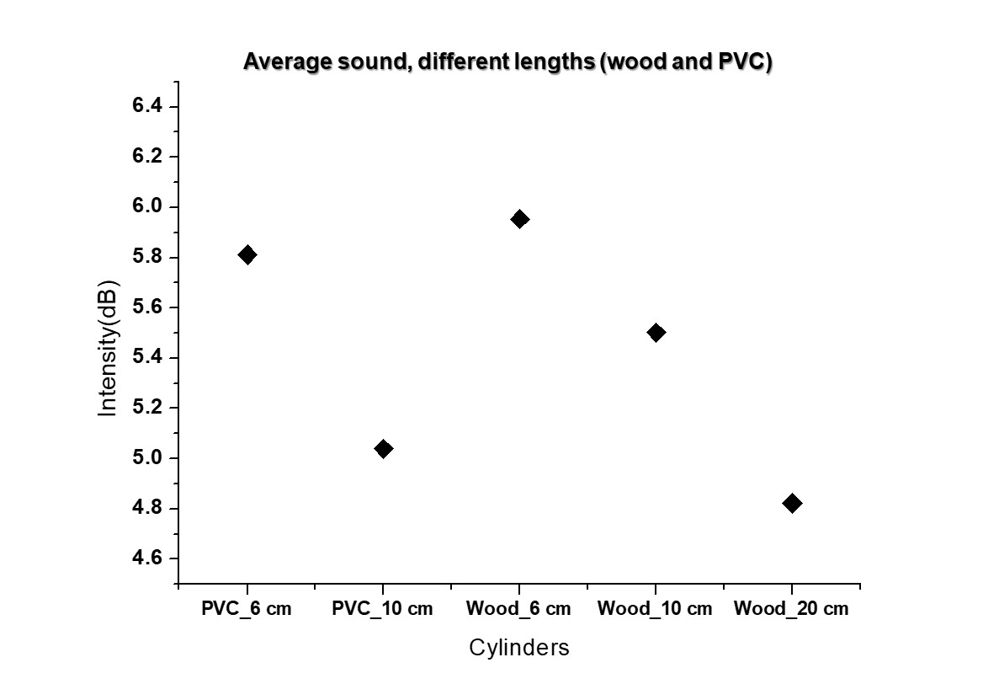 Average sound, different lengths (wood and PVC)
6.4
6.2
6.0
5.8
5.6
5.4
5.2
5.0
4.8
4.6
Intensity(dB)
PVC_6 cm
PVC_10 cm
Wood_6 cm
Wood_10 cm
Wood_20 cm
Cylinders